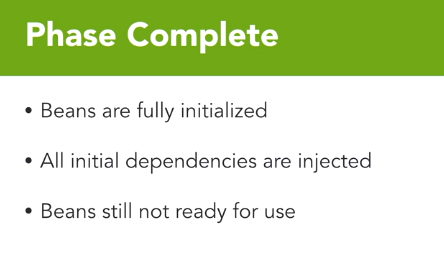 Phase Complete
• Beans are fully initialized
• All initial dependencies are injected
• Beans still not ready for use